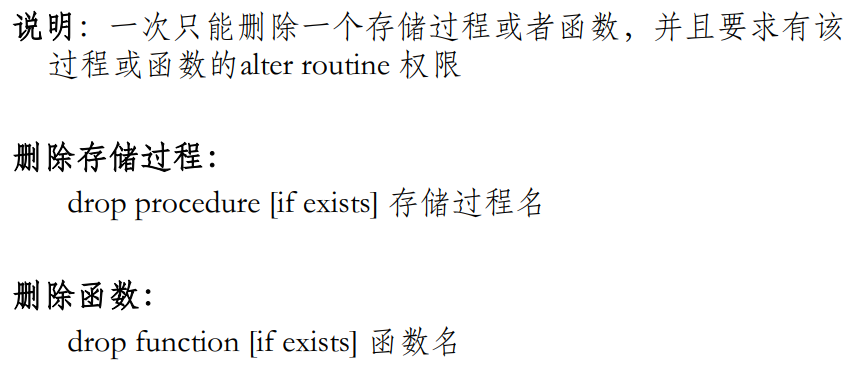 说明：一次只能删除一个存储过程或者函数，并且要求有该
过程或函数的alter routine 权限
删除存储过程：
drop procedure [if exists] 存储过程名
删除函数：
drop function [if exists] 函数名